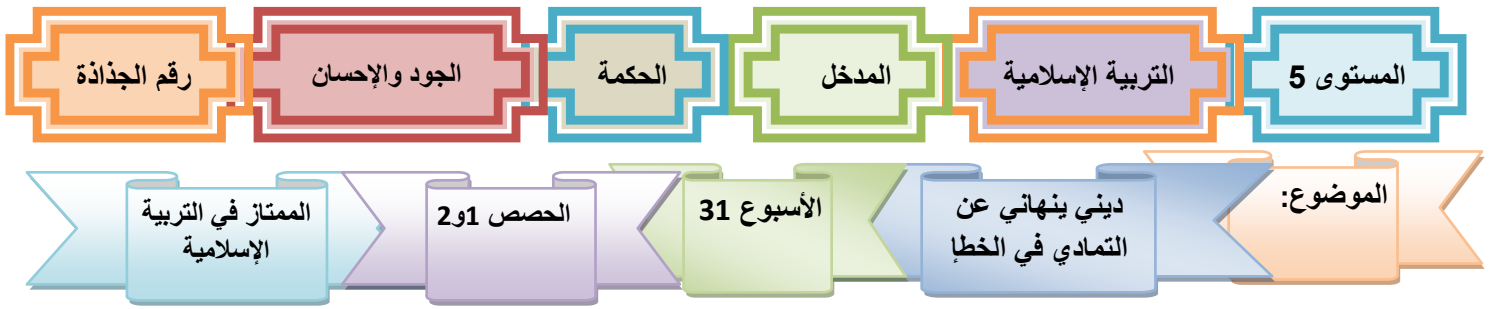 المستوى 5
التربية الإسلامية
المدخل
الحكمة
الجود والإحسان
رقم الجذاذة
الموضوع:
ديني ينهاني عن
التمادي في الخطإ
الأسبوع 31
الحصص 1و2
الممتاز في التربية
الإسلامية